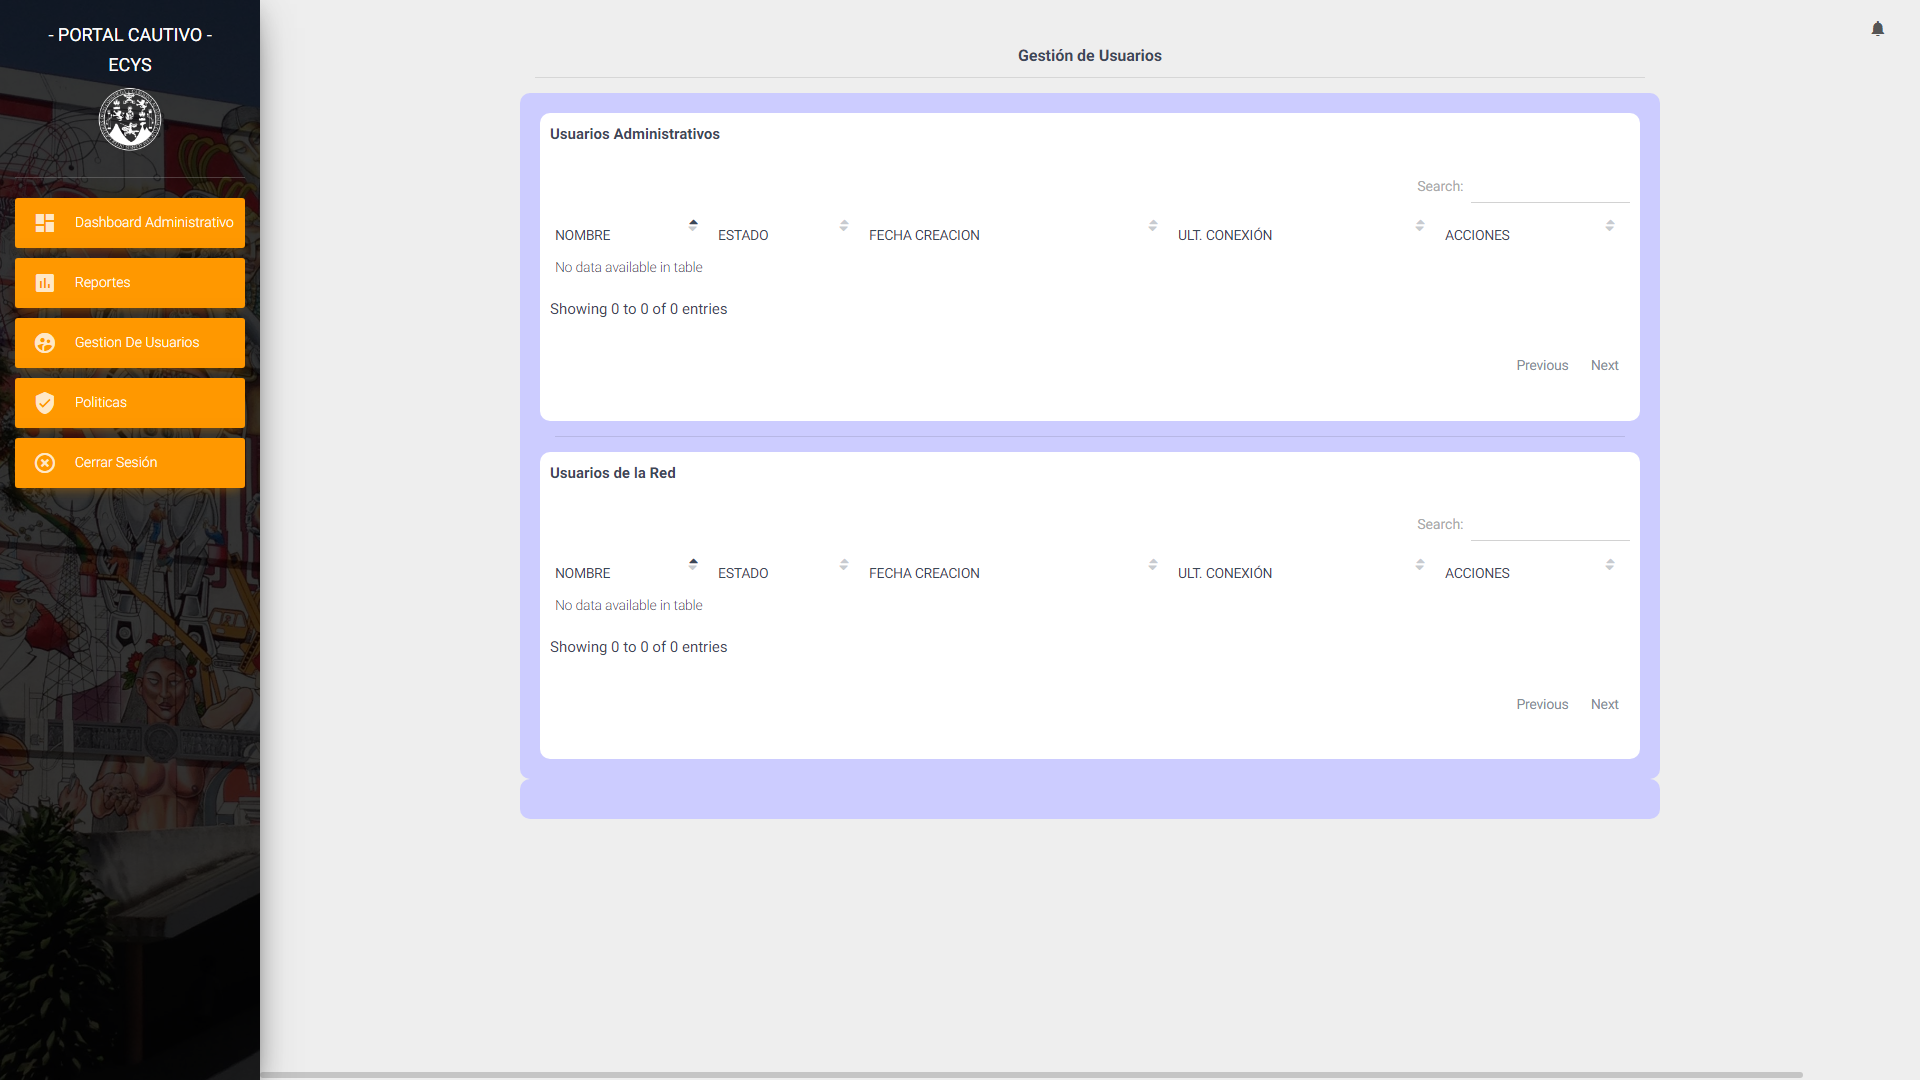 - PORTAL CAUTIVO -
ECYS
Dashboard Administrativo
Reportes
Gestion De Usuarios
Politicas
Cerrar Sesión
Gestión de Usuarios
Usuarios Administrativos
Search:
NOMBRE ESTADO FECHA CREACION ULT. CONEXIÓN ACCIONES
No data available in table
Showing 0 to 0 of 0 entries
Previous Next
Usuarios de la Red
Search:
NOMBRE ESTADO FECHA CREACION ULT. CONEXIÓN ACCIONES
No data available in table
Showing 0 to 0 of 0 entries
Previous Next